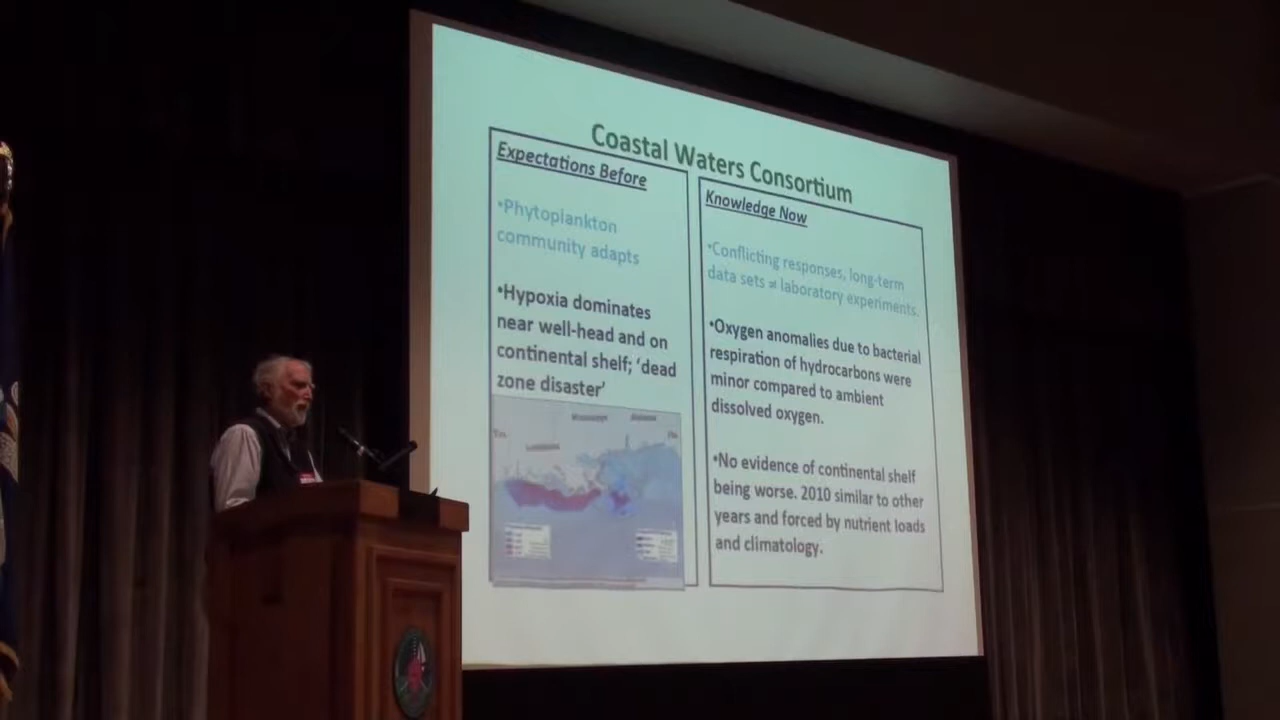 Coastal Waters Consortium
Expectations Before
•Phytoplankton
community adapts
•Hypoxia dominates
near well-head and on
continental shelf; ‘dead
zone disaster’
Mississippi Alabama
Louisiana
Knowledge Now
•Conflicting responses, long-term
data sets ≠ laboratory experiments.
•Oxygen anomalies due to bacterial
respiration of hydrocarbons were
minor compared to ambient
dissolved oxygen.
•No evidence of continental shelf
being worse. 2010 similar to other
years and forced by nutrient loads
and climatology.